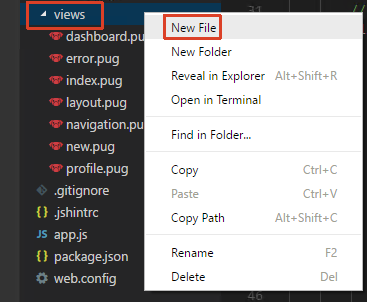 views
dashboard.pu
error.pug
index.pug
layout.pug
navigation.pu
new.pug
profile.pug
.gitignore
.jshintrc
app.js
package.json
web.config
New File
New Folder
Reveal in Explorer Alt+Shift+R
Open in Terminal
Find in Folder...
Copy Ctrl+C
Paste Ctrl+V
Copy Path Alt+Shift+C
Rename F2
Delete Del
31
//
46